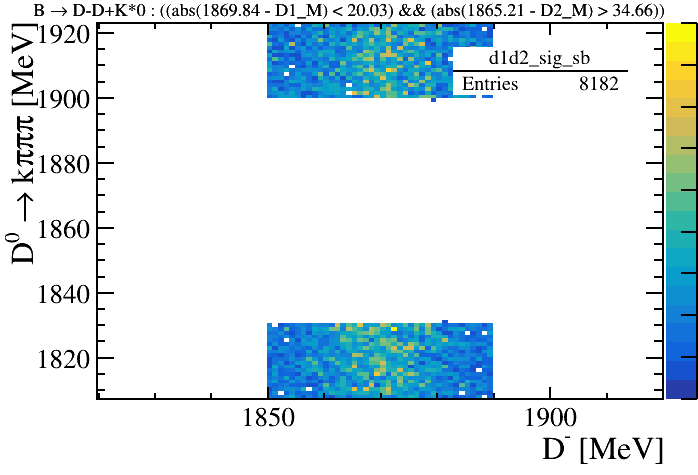 B → D-D+K*0 : ((abs(1869.84 - D1_M) < 20.03) && (abs(1865.21 - D2_M) > 34.66))
d1d2_sig_sb
Entries 8182
D⁰ → kπππ [MeV]
1920
1900
1880
1860
1840
1820
1850
1900
D⁻ [MeV]